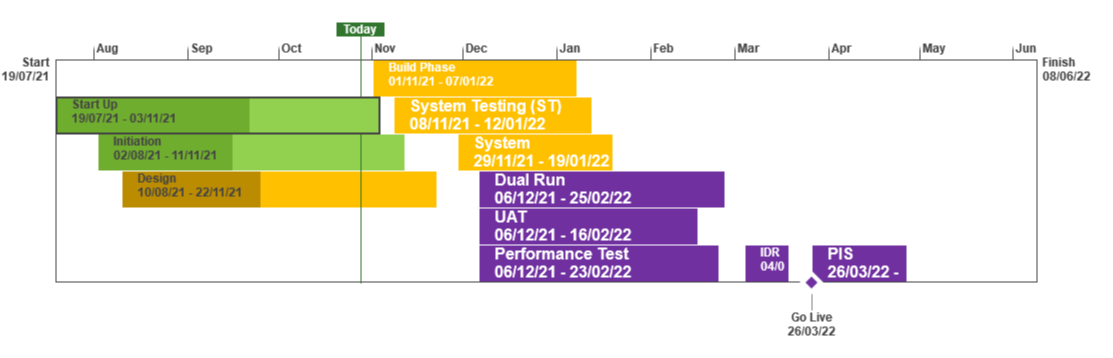 Today
Aug Sep Oct Nov Dec Jan Feb Mar Apr May Jun
Start
19/07/21
Finish
08/06/22
Build Phase
01/11/21 - 07/01/22
Start Up
19/07/21 - 03/11/21
System Testing (ST)
08/11/21 - 12/01/22
Initiation
02/08/21 - 11/11/21
System
29/11/21 - 19/01/22
Design
10/08/21 - 22/11/21
Dual Run
06/12/21 - 25/02/22
UAT
06/12/21 - 16/02/22
Performance Test
06/12/21 - 23/02/22
IDR
04/0
PIS
26/03/22 -
Go Live
26/03/22